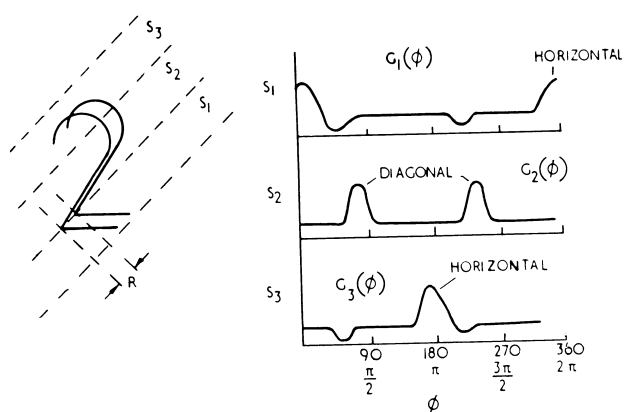 S3
S2
S1
R
S1
G1(φ)
HORIZONTAL
S2
DIAGONAL
G2(φ)
S3
G3(φ)
HORIZONTAL
90 180 270 360
π/2 π 3π/2 2π
φ